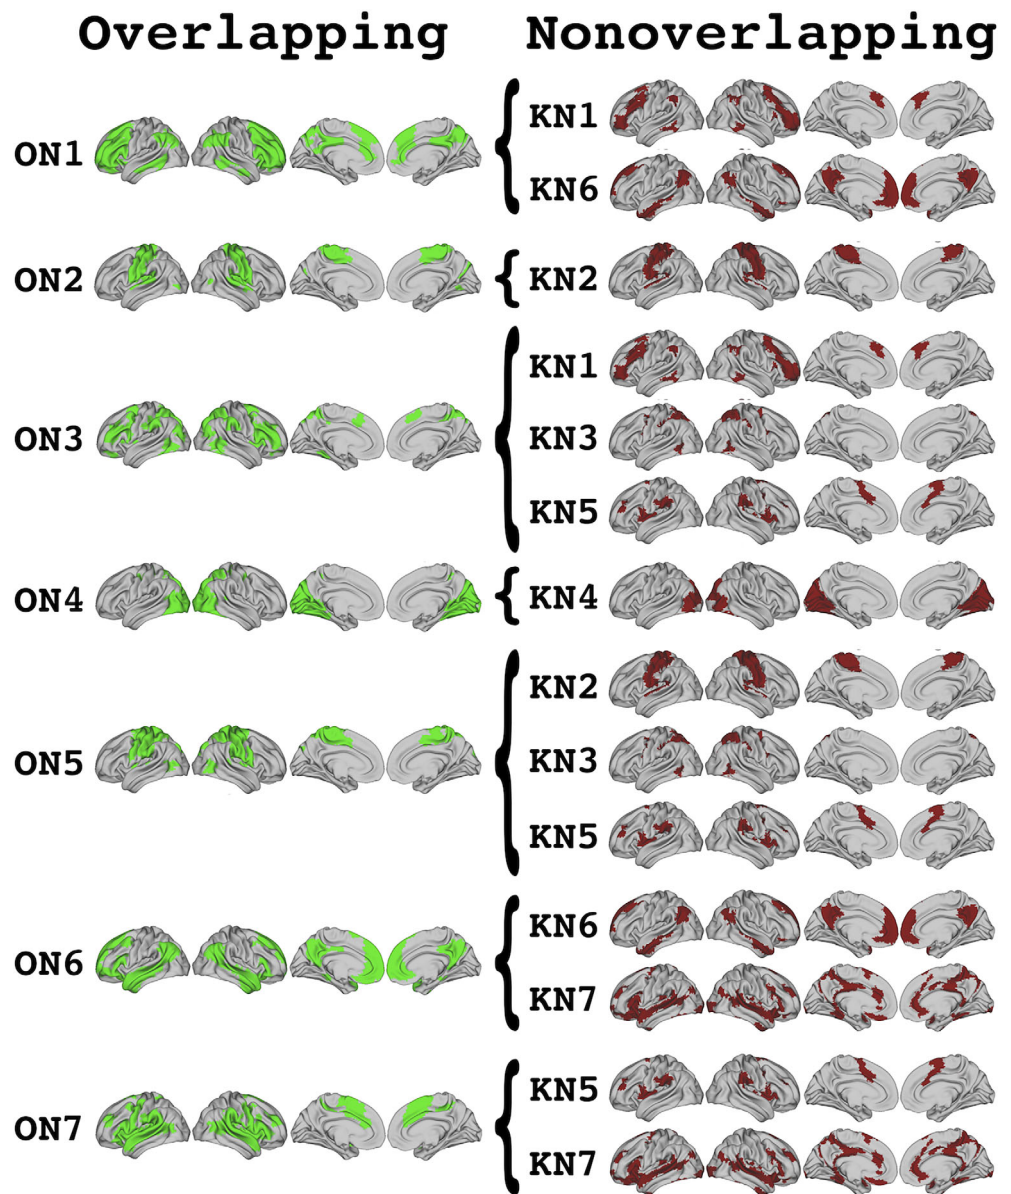 Overlapping
Nonoverlapping
ON1
KN1
KN6
ON2
KN2
ON3
KN1
KN3
KN5
ON4
KN4
ON5
KN2
KN3
KN5
ON6
KN6
KN7
ON7
KN5
KN7